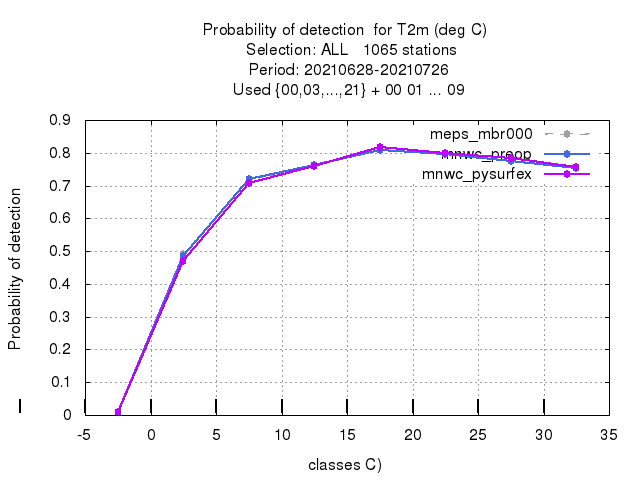 Probability of detection  for T2m (deg C)
Selection: ALL   1065 stations
Period: 20210628-20210726
Used {00,03,...,21} + 00 01 ... 09
0.9
0.8
0.7
0.6
0.5
0.4
0.3
0.2
0.1
0
Probability of detection
meps_mbr000
mnwc_preop
mnwc_pysurfex
-5 0 5 10 15 20 25 30 35
classes C)